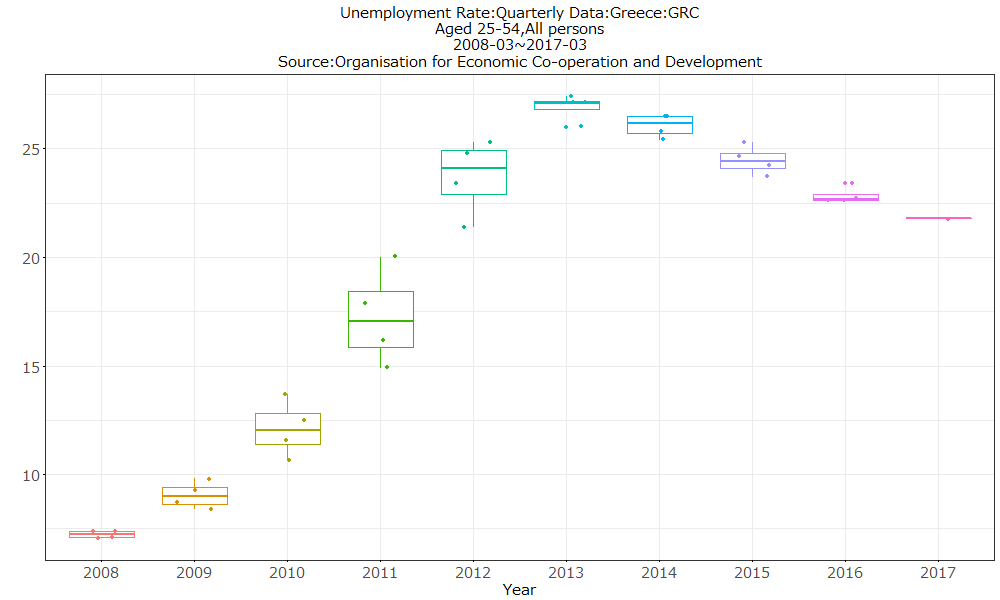 Unemployment Rate:Quarterly Data:Greece:GRC
Aged 25-54,All persons
2008-03~2017-03
Source:Organisation for Economic Co-operation and Development
25
20
15
10
2008 2009 2010 2011 2012 2013 2014 2015 2016 2017
Year